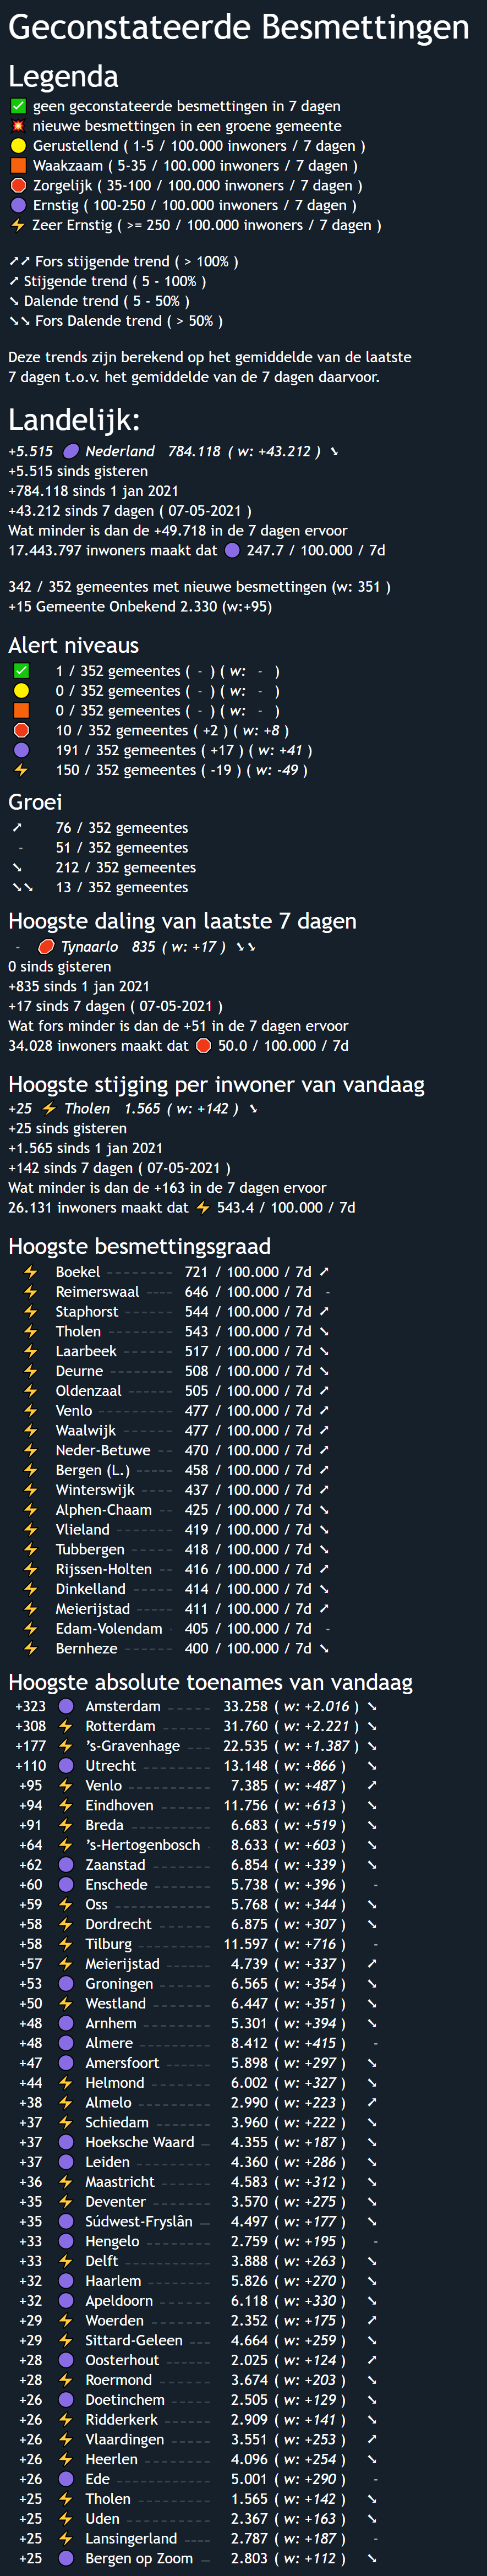 Geconstateerde Besmettingen
Legenda
✅ geen geconstateerde besmettingen in 7 dagen
💥 nieuwe besmettingen in een groene gemeente
🟡 Gerustellend ( 1-5 / 100.000 inwoners / 7 dagen )
🟧 Waakzaam ( 5-35 / 100.000 inwoners / 7 dagen )
🛑 Zorgelijk ( 35-100 / 100.000 inwoners / 7 dagen )
🟣 Ernstig ( 100-250 / 100.000 inwoners / 7 dagen )
⚡ Zeer Ernstig ( >= 250 / 100.000 inwoners / 7 dagen )
➚➚ Fors stijgende trend ( > 100% )
➚ Stijgende trend ( 5 - 100% )
➘ Dalende trend ( 5 - 50% )
➘➘ Fors Dalende trend ( > 50% )
Deze trends zijn berekend op het gemiddelde van de laatste
7 dagen t.o.v. het gemiddelde van de 7 dagen daarvoor.
Landelijk:
+5.515 🟣 Nederland 784.118 ( w: +43.212 ) ➘
+5.515 sinds gisteren
+784.118 sinds 1 jan 2021
+43.212 sinds 7 dagen ( 07-05-2021 )
Wat minder is dan de +49.718 in de 7 dagen ervoor
17.443.797 inwoners maakt dat 🟣 247.7 / 100.000 / 7d
342 / 352 gemeentes met nieuwe besmettingen (w: 351 )
+15 Gemeente Onbekend 2.330 (w:+95)
Alert niveaus
✅ 1 / 352 gemeentes ( - ) ( w: - )
🟡 0 / 352 gemeentes ( - ) ( w: - )
🟧 0 / 352 gemeentes ( - ) ( w: - )
🛑 10 / 352 gemeentes ( +2 ) ( w: +8 )
🟣 191 / 352 gemeentes ( +17 ) ( w: +41 )
⚡ 150 / 352 gemeentes ( -19 ) ( w: -49 )
Groei
➚ 76 / 352 gemeentes
- 51 / 352 gemeentes
➘ 212 / 352 gemeentes
➘➘ 13 / 352 gemeentes
Hoogste daling van laatste 7 dagen
- 🛑 Tynaarlo 835 ( w: +17 ) ➘➘
0 sinds gisteren
+835 sinds 1 jan 2021
+17 sinds 7 dagen ( 07-05-2021 )
Wat fors minder is dan de +51 in de 7 dagen ervoor
34.028 inwoners maakt dat 🛑 50.0 / 100.000 / 7d
Hoogste stijging per inwoner van vandaag
+25 ⚡ Tholen 1.565 ( w: +142 ) ➘
+25 sinds gisteren
+1.565 sinds 1 jan 2021
+142 sinds 7 dagen ( 07-05-2021 )
Wat minder is dan de +163 in de 7 dagen ervoor
26.131 inwoners maakt dat ⚡ 543.4 / 100.000 / 7d
Hoogste besmettingsgraad
⚡ Boekel --------- 721 / 100.000 / 7d ➚
⚡ Reimerswaal ---- 646 / 100.000 / 7d -
⚡ Staphorst ------ 544 / 100.000 / 7d ➚
⚡ Tholen --------- 543 / 100.000 / 7d ➘
⚡ Laarbeek ------- 517 / 100.000 / 7d ➘
⚡ Deurne --------- 508 / 100.000 / 7d ➘
⚡ Oldenzaal ------ 505 / 100.000 / 7d ➚
⚡ Venlo ---------- 477 / 100.000 / 7d ➚
⚡ Waalwijk ------- 477 / 100.000 / 7d ➚
⚡ Neder-Betuwe -- 470 / 100.000 / 7d ➚
⚡ Bergen (L.) ----- 458 / 100.000 / 7d ➚
⚡ Winterswijk ---- 437 / 100.000 / 7d ➚
⚡ Alphen-Chaam -- 425 / 100.000 / 7d ➘
⚡ Vlieland -------- 419 / 100.000 / 7d ➘
⚡ Tubbergen ------ 418 / 100.000 / 7d ➘
⚡ Rijssen-Holten -- 416 / 100.000 / 7d ➚
⚡ Dinkelland ------ 414 / 100.000 / 7d ➘
⚡ Meierijstad ----- 411 / 100.000 / 7d ➚
⚡ Edam-Volendam - 405 / 100.000 / 7d -
⚡ Bernheze ------- 400 / 100.000 / 7d ➘
Hoogste absolute toenames van vandaag
+323 🟣 Amsterdam 33.258 ( w: +2.016 ) ➘
+308 ⚡ Rotterdam 31.760 ( w: +2.221 ) ➘
+177 ⚡ 's-Gravenhage 22.535 ( w: +1.387 ) ➘
+110 🟣 Utrecht 13.148 ( w: +866 ) ➘
+95 ⚡ Venlo 7.385 ( w: +487 ) ➚
+94 ⚡ Eindhoven 11.756 ( w: +613 ) ➘
+91 ⚡ Breda 6.683 ( w: +519 ) ➘
+64 ⚡ 's-Hertogenbosch 8.633 ( w: +603 ) ➘
+62 🟣 Zaanstad 6.854 ( w: +339 ) ➘
+60 🟣 Enschede 5.738 ( w: +396 ) -
+59 ⚡ Oss 5.768 ( w: +344 ) ➘
+58 ⚡ Dordrecht 6.875 ( w: +307 ) ➘
+58 ⚡ Tilburg 11.597 ( w: +716 ) -
+57 ⚡ Meierijstad 4.739 ( w: +337 ) ➚
+53 🟣 Groningen 6.565 ( w: +354 ) ➘
+50 ⚡ Westland 6.447 ( w: +351 ) ➘
+48 🟣 Arnhem 5.301 ( w: +394 ) ➘
+48 🟣 Almere 8.412 ( w: +415 ) -
+47 🟣 Amersfoort 5.898 ( w: +297 ) ➘
+44 ⚡ Helmond 6.002 ( w: +327 ) ➘
+38 ⚡ Almelo 2.990 ( w: +223 ) ➚
+37 ⚡ Schiedam 3.960 ( w: +222 ) ➘
+37 🟣 Hoeksche Waard 4.355 ( w: +187 ) ➘
+37 🟣 Leiden 4.360 ( w: +286 ) ➘
+36 ⚡ Maastricht 4.583 ( w: +312 ) ➘
+35 ⚡ Deventer 3.570 ( w: +275 ) ➘
+35 🟣 Súdwest-Fryslân 4.497 ( w: +177 ) ➘
+33 🟣 Hengelo 2.759 ( w: +195 ) -
+33 ⚡ Delft 3.888 ( w: +263 ) ➘
+32 🟣 Haarlem 5.826 ( w: +270 ) ➘
+32 🟣 Apeldoorn 6.118 ( w: +330 ) ➘
+29 ⚡ Woerden 2.352 ( w: +175 ) ➚
+29 ⚡ Sittard-Geleen 4.664 ( w: +259 ) ➘
+28 🟣 Oosterhout 2.025 ( w: +124 ) ➚
+28 ⚡ Roermond 3.674 ( w: +203 ) ➘
+26 🟣 Doetinchem 2.505 ( w: +129 ) ➘
+26 ⚡ Ridderkerk 2.909 ( w: +141 ) ➘
+26 ⚡ Vlaardingen 3.551 ( w: +253 ) ➚
+26 ⚡ Heerlen 4.096 ( w: +254 ) ➘
+26 🟣 Ede 5.001 ( w: +290 ) -
+25 ⚡ Tholen 1.565 ( w: +142 ) ➘
+25 ⚡ Uden 2.367 ( w: +163 ) ➘
+25 ⚡ Lansingerland 2.787 ( w: +187 ) -
+25 🟣 Bergen op Zoom 2.803 ( w: +112 ) ➘